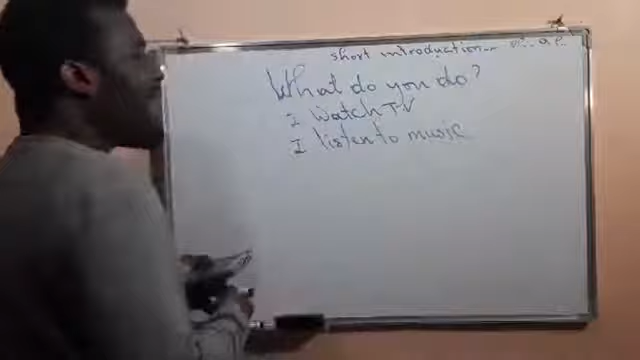 short introduction...
What do you do?
I Watch TV
I listen to music